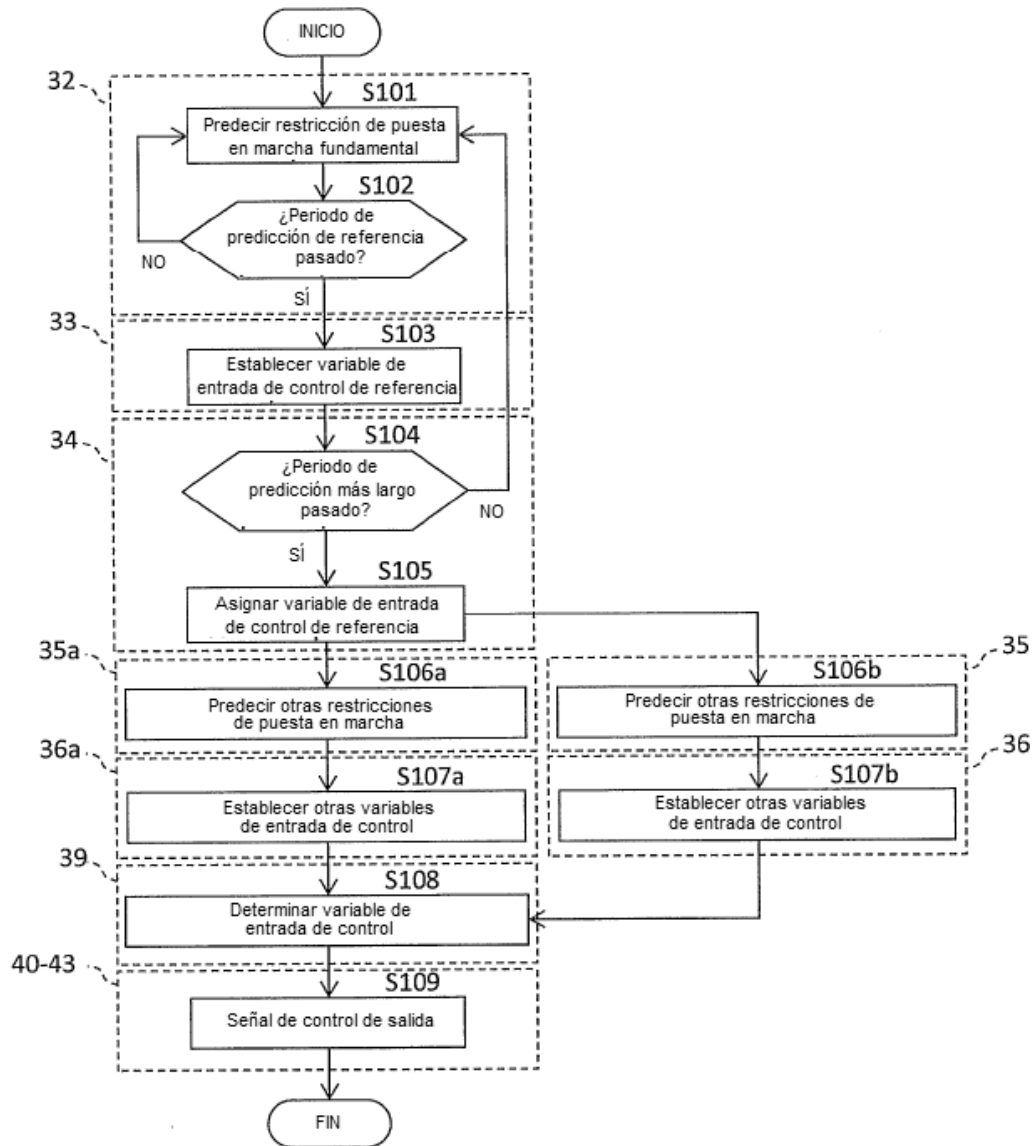 INICIO
32
S101
Predecir restricción de puesta
en marcha fundamental
S102
¿Periodo de
predicción de referencia
pasado?
NO
SÍ
33
S103
Establecer variable de
entrada de control de referencia
34
S104
¿Periodo de
predicción más largo
pasado?
NO
SÍ
S105
Asignar variable de entrada
de control de referencia
35a
S106a
Predecir otras restricciones
de puesta en marcha
35
S106b
Predecir otras restricciones de
puesta en marcha
36a
S107a
Establecer otras variables
de entrada de control
36
S107b
Establecer otras variables
de entrada de control
39
S108
Determinar variable de
entrada de control
40-43
S109
Señal de control de salida
FIN